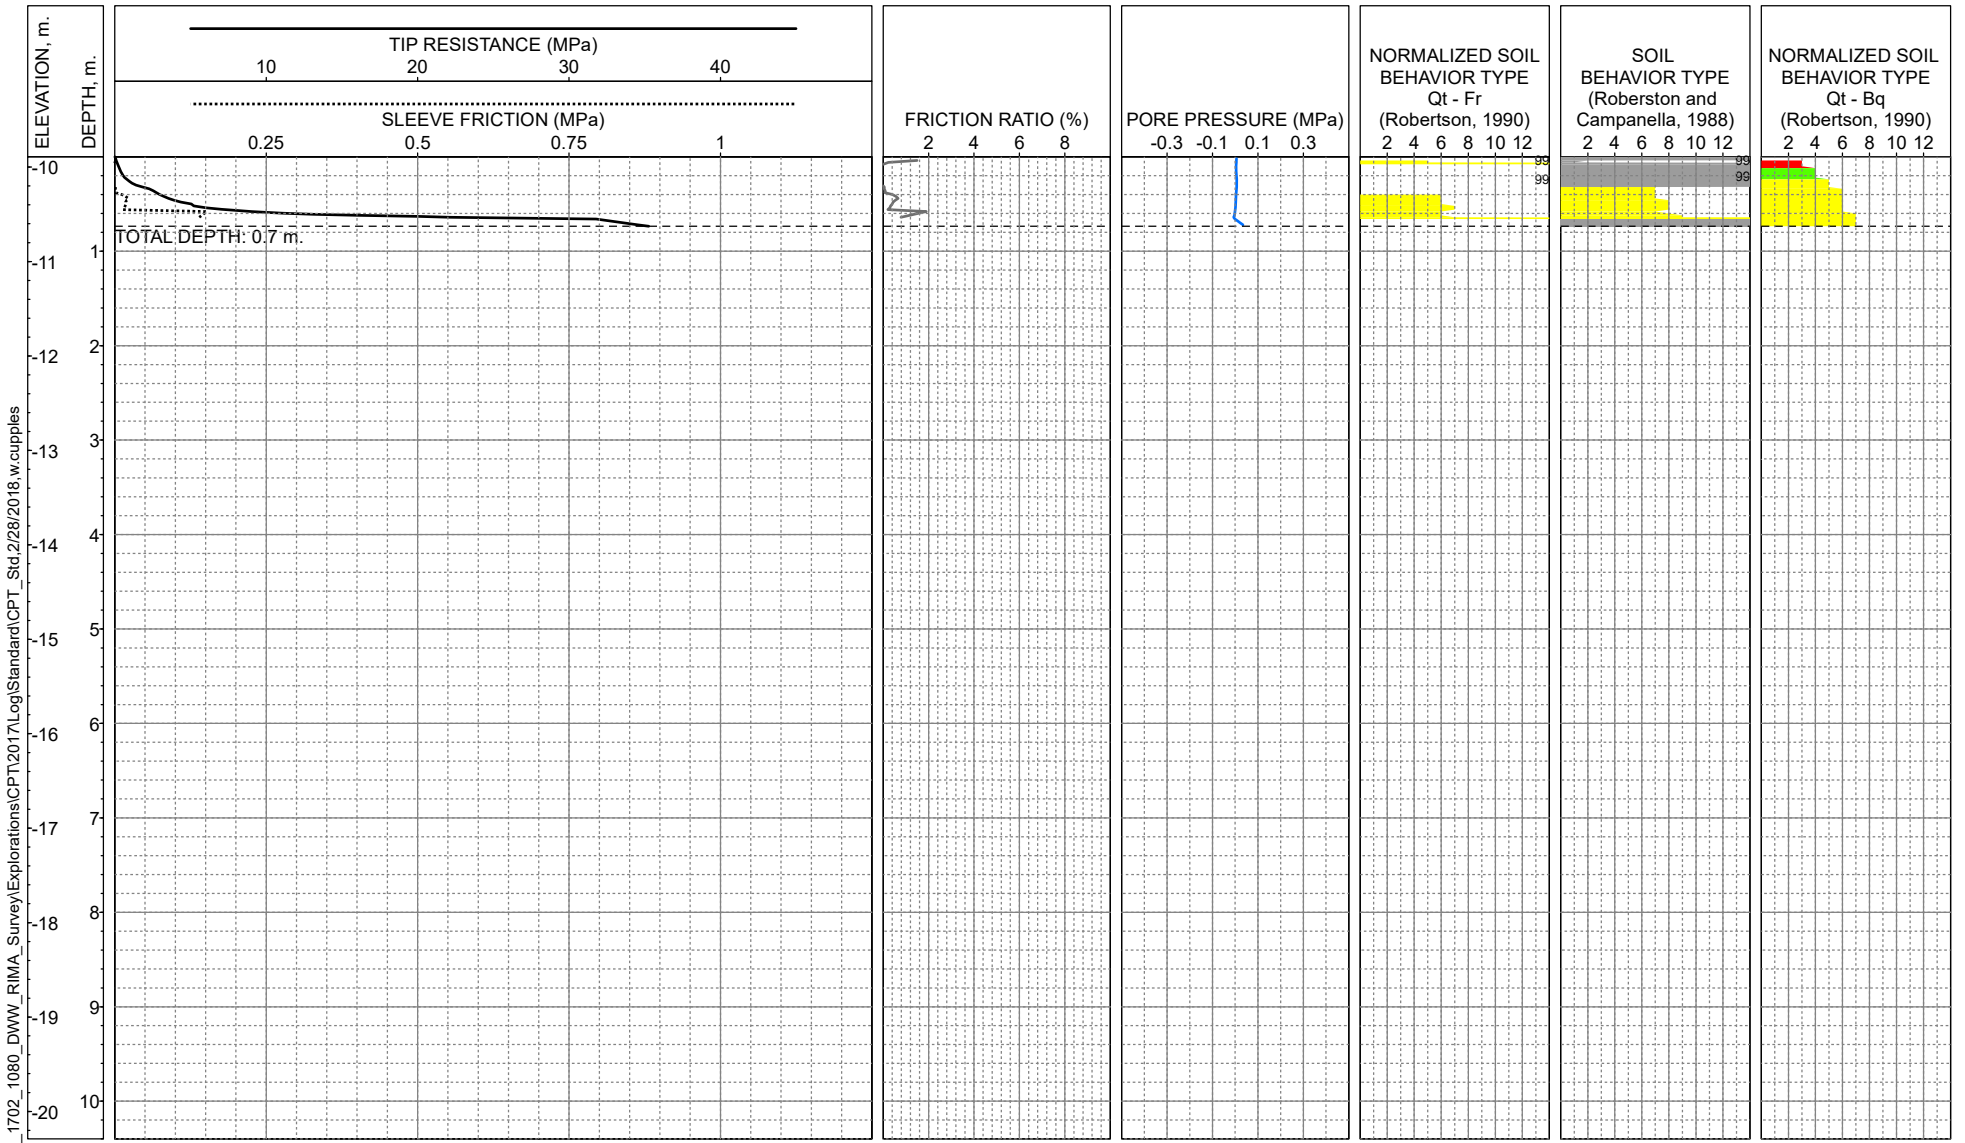 _1702_1080_DWW_RIMA_Survey\Explorations\CPT\2017\Log\Standard\CPT_Std,2/28/2018,w.cupples
ELEVATION, m.
DEPTH, m.
TIP RESISTANCE (MPa)
10 20 30 40
SLEEVE FRICTION (MPa)
0.25 0.5 0.75 1
FRICTION RATIO (%)
2 4 6 8
PORE PRESSURE (MPa)
-0.3 -0.1 0.1 0.3
NORMALIZED SOIL
BEHAVIOR TYPE
Qt - Fr
(Robertson, 1990)
2 4 6 8 10 12
SOIL
BEHAVIOR TYPE
(Roberston and
Campanella, 1988)
2 4 6 8 10 12
NORMALIZED SOIL
BEHAVIOR TYPE
Qt - Bq
(Robertson, 1990)
2 4 6 8 10 12
99
99
99
99
TOTAL DEPTH: 0.7 m.
-10
1
-11
2
-12
3
-13
4
-14
5
-15
6
-16
7
-17
8
-18
9
-19
10
-20